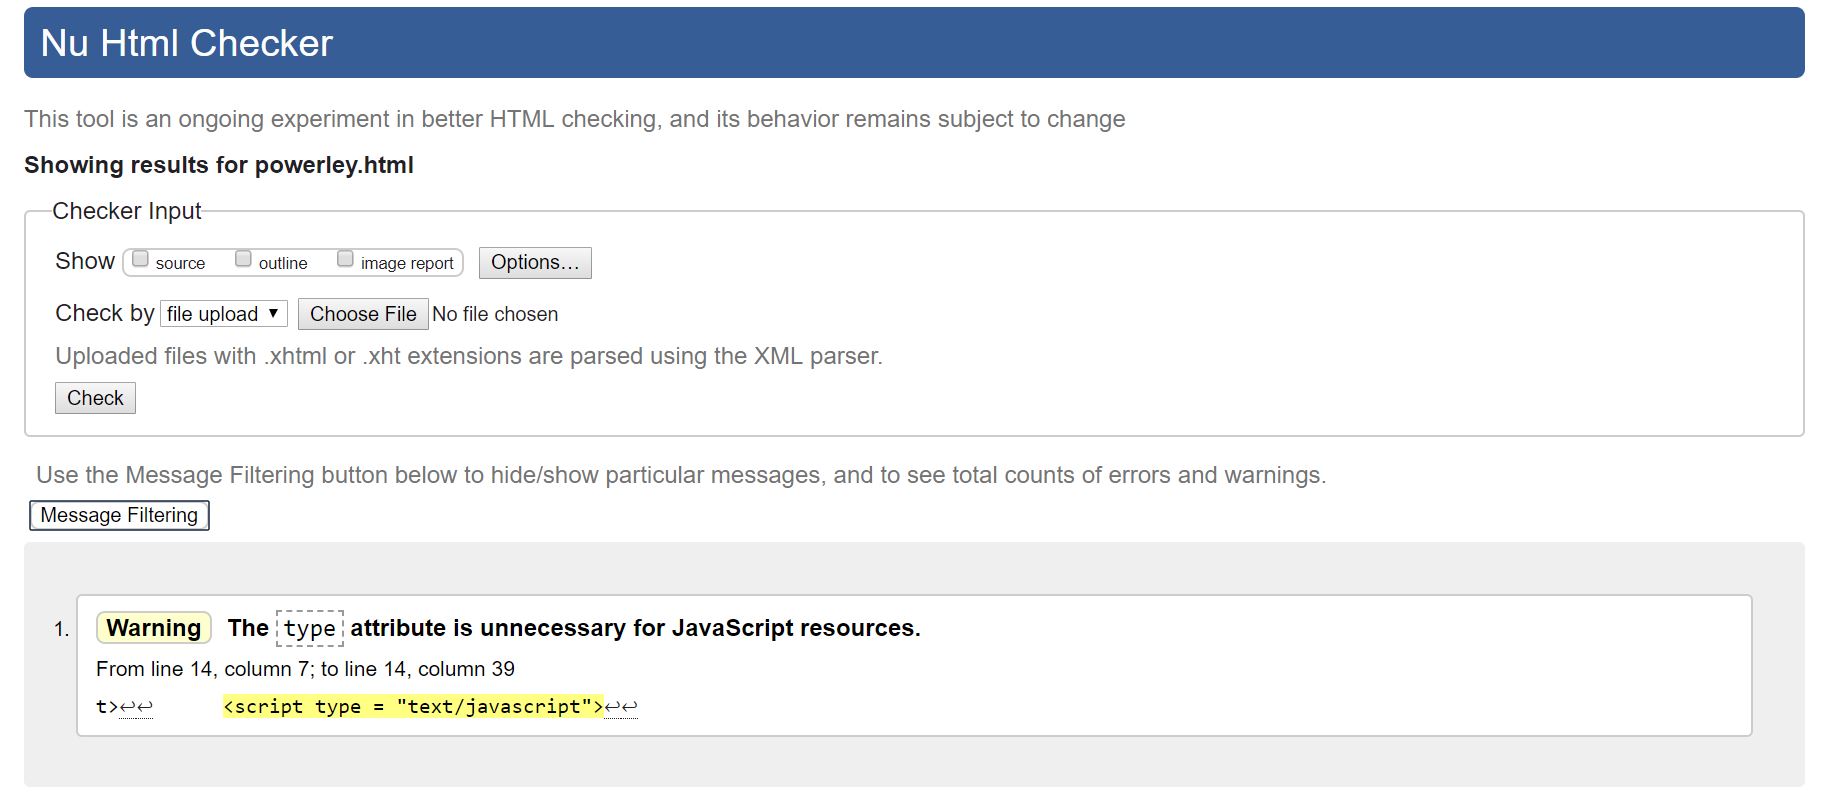 Nu Html Checker
This tool is an ongoing experiment in better HTML checking, and its behavior remains subject to change
Showing results for powerley.html
Checker Input
Show source outline image report Options...
Check by file upload ▼ Choose File No file chosen
Uploaded files with .xhtml or .xht extensions are parsed using the XML parser.
Check
Use the Message Filtering button below to hide/show particular messages, and to see total counts of errors and warnings.
Message Filtering
1. Warning The type attribute is unnecessary for JavaScript resources.
From line 14, column 7; to line 14, column 39
t>↩↩ <script type = "text/javascript">↩↩